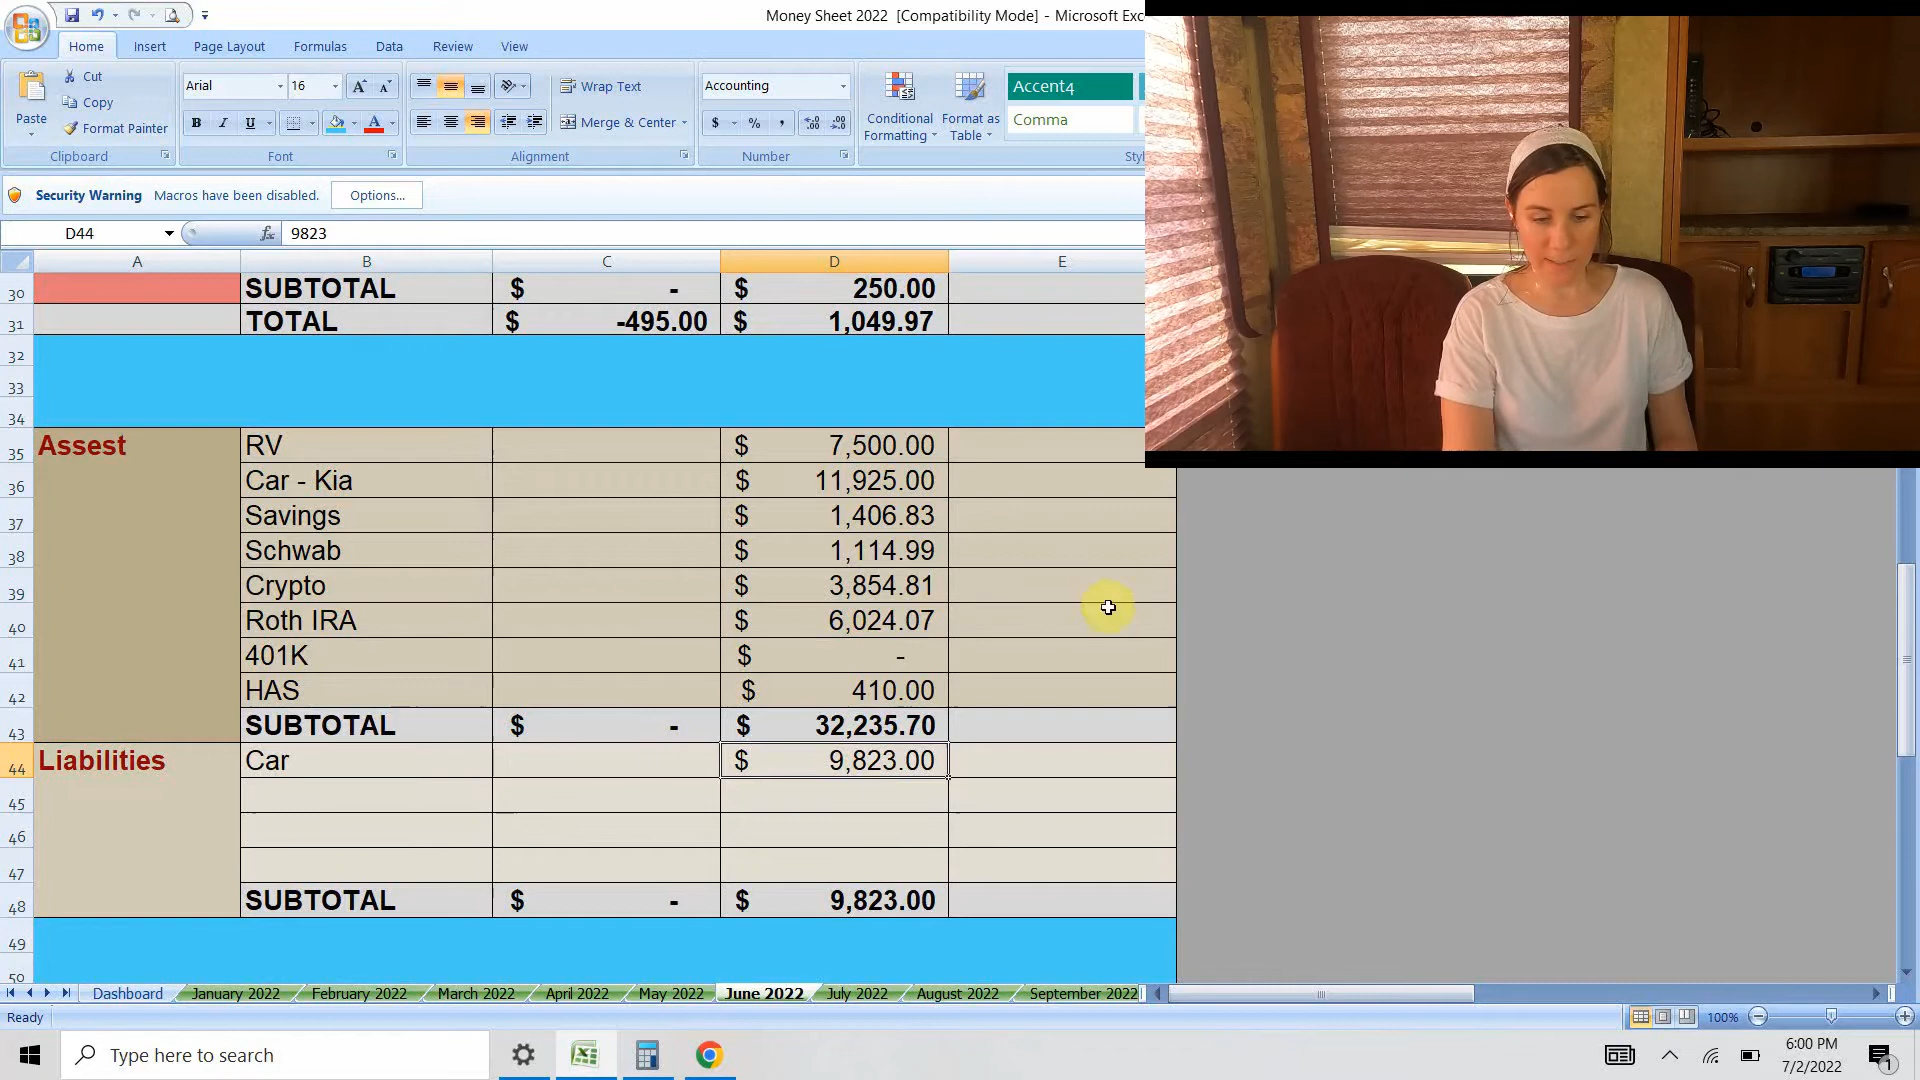 Money Sheet 2022 [Compatibility Mode] - Microsoft Exc
Home Insert Page Layout Formulas Data Review View
Paste
Cut
Copy
Format Painter
Clipboard
Arial 16 A A
B I U A
Font
Wrap Text
Merge & Center
Alignment
Accounting
$ % ,
Number
Conditional Formatting
Format as Table
Accent4
Comma
Styl
Security Warning Macros have been disabled. Options...
D44 fx 9823
A B C D E
30 SUBTOTAL $ - $ 250.00
31 TOTAL $ -495.00 $ 1,049.97
32
33
34
35 Assest RV $ 7,500.00
36 Car - Kia $ 11,925.00
37 Savings $ 1,406.83
38 Schwab $ 1,114.99
39 Crypto $ 3,854.81
40 Roth IRA $ 6,024.07
41 401K $ -
42 HAS $ 410.00
43 SUBTOTAL $ - $ 32,235.70
44 Liabilities Car $ 9,823.00
45
46
47
48 SUBTOTAL $ - $ 9,823.00
49
50
Dashboard January 2022 February 2022 March 2022 April 2022 May 2022 June 2022 July 2022 August 2022 September 2022
Ready 100%
Type here to search
6:00 PM
7/2/2022
1